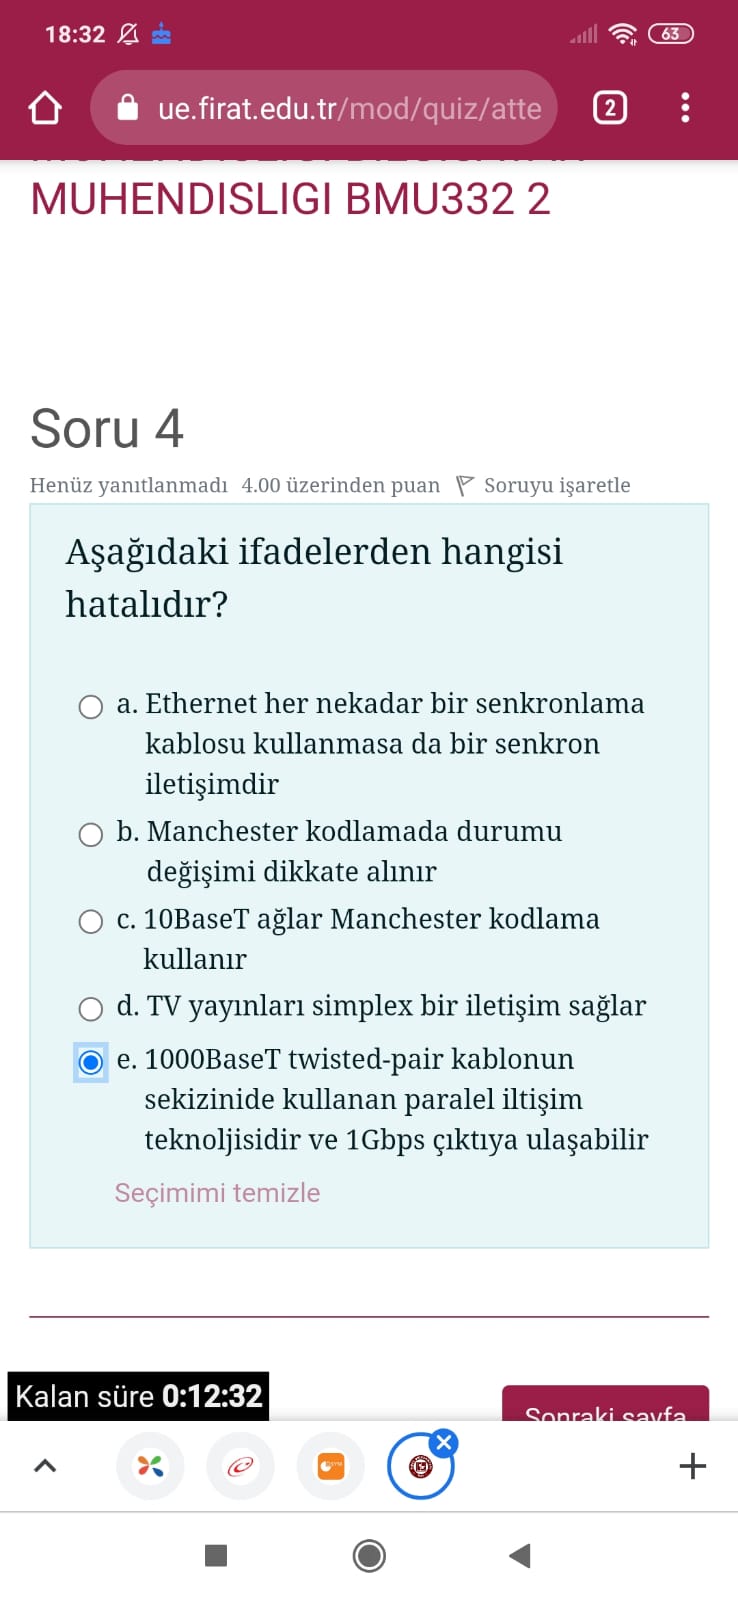 18:32
63
ue.firat.edu.tr/mod/quiz/atte
2
MUHENDISLIGI BMU332 2
Soru 4
Henüz yanıtlanmadı 4.00 üzerinden puan Soruyu işaretle
Aşağıdaki ifadelerden hangisi
hatalıdır?
a. Ethernet her nekadar bir senkronlama
kablosu kullanmasa da bir senkron
iletişimdir
b. Manchester kodlamada durumu
değişimi dikkate alınır
c. 10BaseT ağlar Manchester kodlama
kullanır
d. TV yayınları simplex bir iletişim sağlar
e. 1000BaseT twisted-pair kablonun
sekizinide kullanan paralel iltişim
teknoljisidir ve 1Gbps çıktıya ulaşabilir
Seçimimi temizle
Kalan süre 0:12:32
Sonraki sayfa